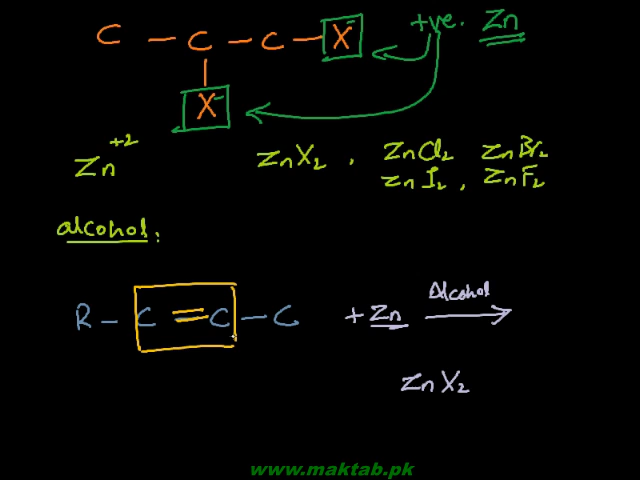 +ve. Zn
C — C — C — X⁻
X⁻
Zn⁺²
ZnX₂ , ZnCl₂ ZnBr₂
ZnI₂ , ZnF₂
alcohol:
R — C = C — C + Zn Alcohol →
ZnX₂
www.maktab.pk